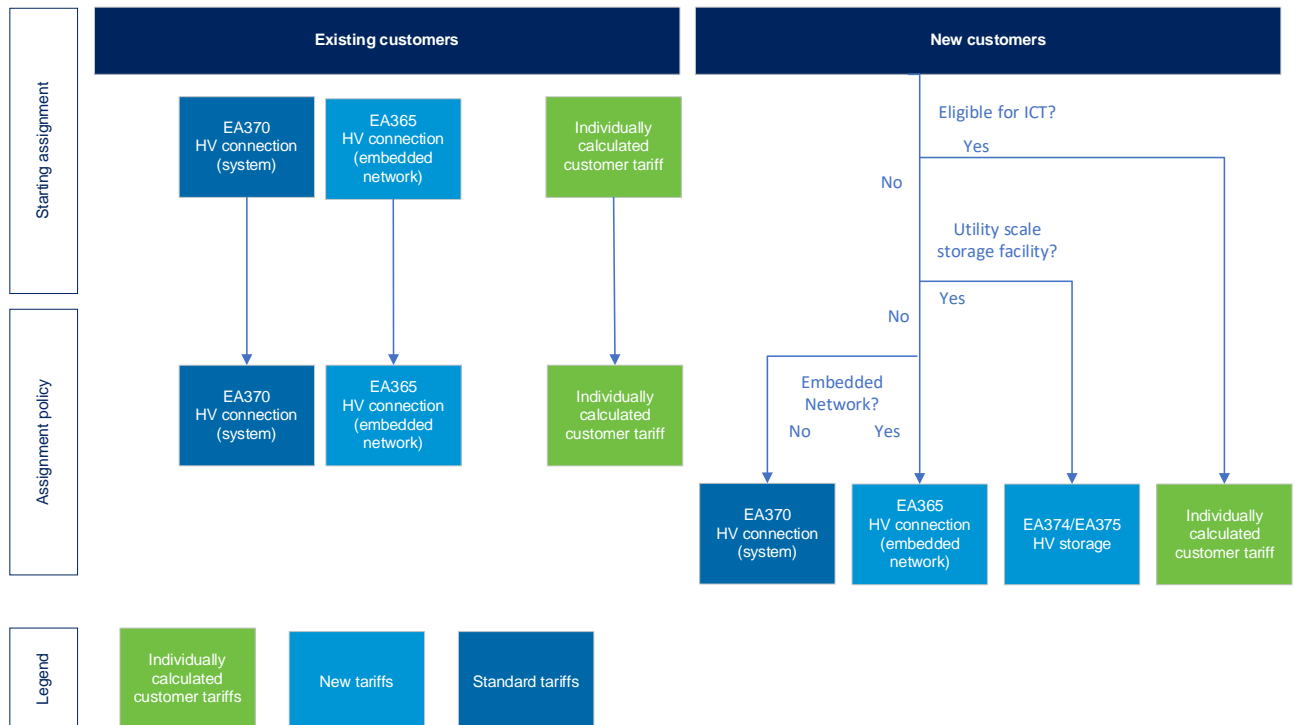 Existing customers
New customers
Starting assignment
EA370
HV connection
(system)
EA365
HV connection
(embedded
network)
Individually
calculated
customer tariff
Eligible for ICT?
Yes
No
Utility scale
storage facility?
Yes
No
Assignment policy
EA370
HV connection
(system)
EA365
HV connection
(embedded
network)
Individually
calculated
customer tariff
Embedded
Network?
No
Yes
EA370
HV connection
(system)
EA365
HV connection
(embedded
network)
EA374/EA375
HV storage
Individually
calculated
customer tariff
Legend
Individually
calculated
customer tariffs
New tariffs
Standard tariffs